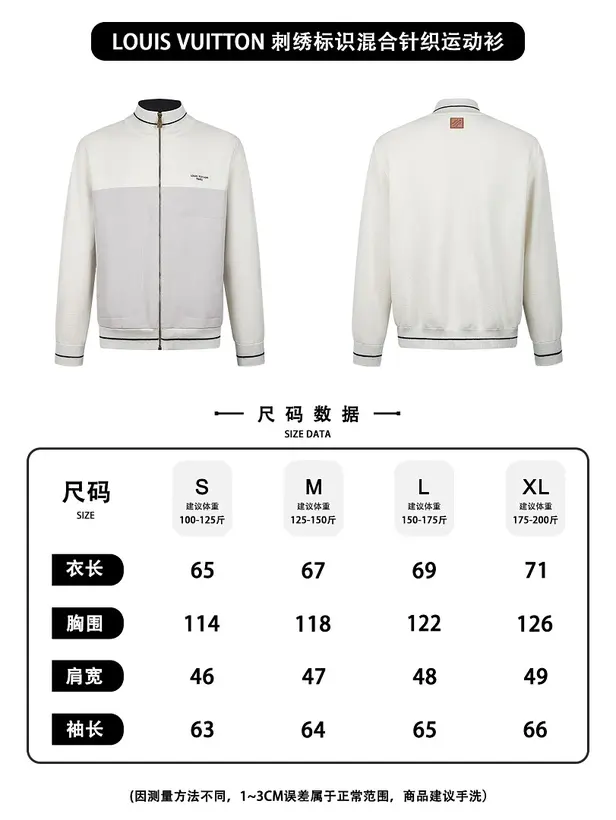 LOUIS VUITTON 刺绣标识混合针织运动衫
LOUIS VUITTON
PARIS
尺码数据
SIZE DATA
尺码 S M L XL
SIZE 建议体重 建议体重 建议体重 建议体重
100-125斤 125-150斤 150-175斤 175-200斤
衣长 65 67 69 71
胸围 114 118 122 126
肩宽 46 47 48 49
袖长 63 64 65 66
(因测量方法不同，1~3CM误差属于正常范围，商品建议手洗)